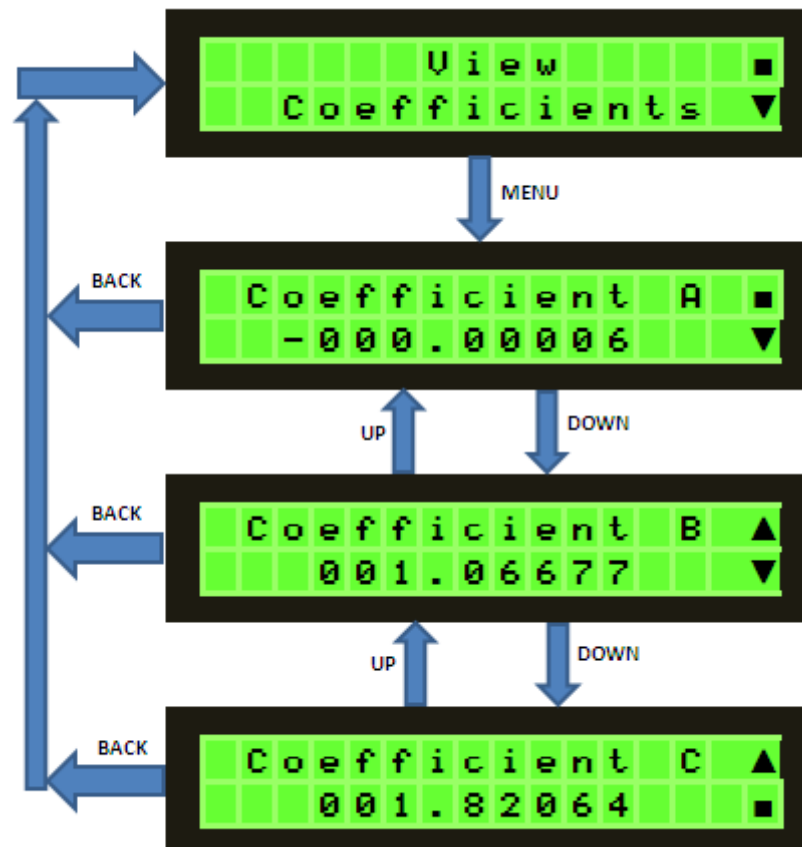 View ■
Coefficients ▼
MENU
BACK
Coefficient A ■
-000.00006 ▼
UP
DOWN
BACK
Coefficient B ▲
001.06677 ▼
UP
DOWN
BACK
Coefficient C ▲
001.82064 ■